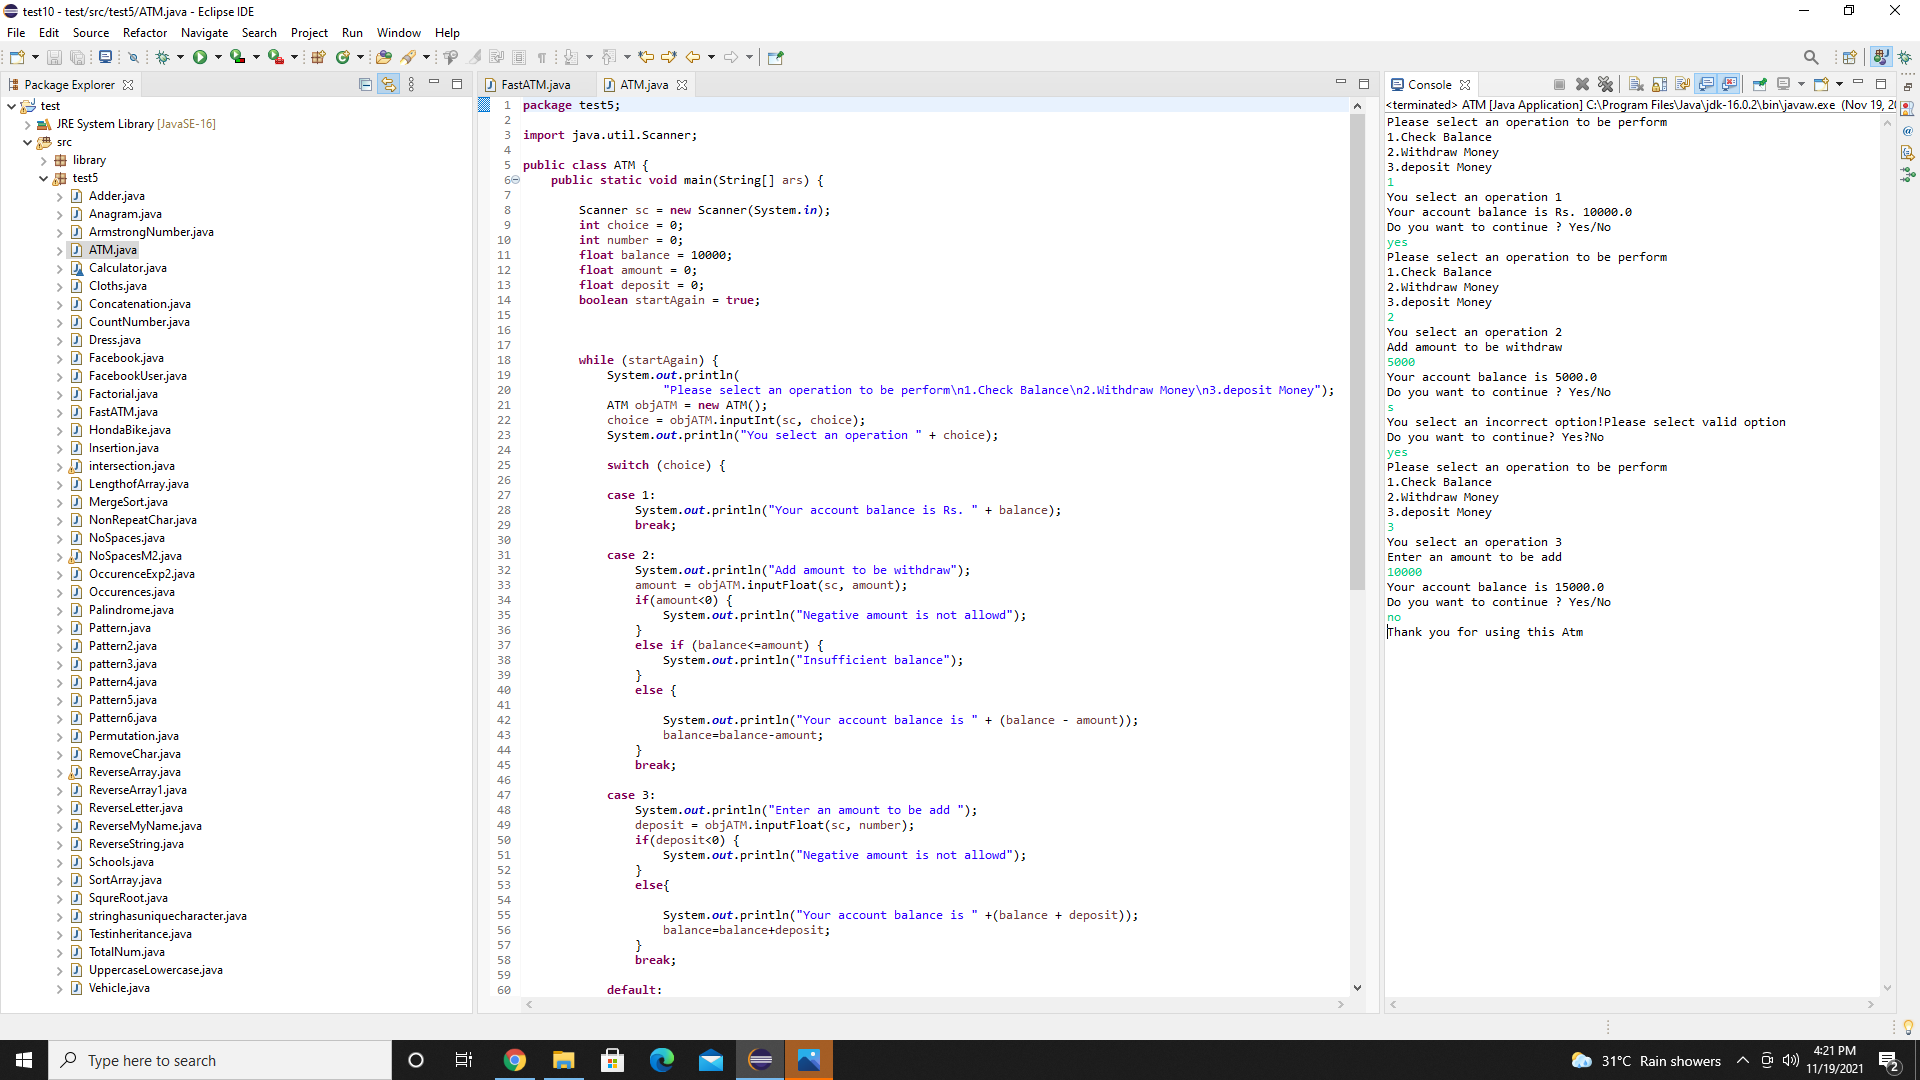 test10 - test/src/test5/ATM.java - Eclipse IDE
File Edit Source Refactor Navigate Search Project Run Window Help
Package Explorer
test
JRE System Library [JavaSE-16]
src
library
test5
Adder.java
Anagram.java
ArmstrongNumber.java
ATM.java
Calculator.java
Cloths.java
Concatenation.java
CountNumber.java
Dress.java
Facebook.java
FacebookUser.java
Factorial.java
FastATM.java
HondaBike.java
Insertion.java
intersection.java
LengthofArray.java
MergeSort.java
NonRepeatChar.java
NoSpaces.java
NoSpacesM2.java
OccurenceExp2.java
Occurences.java
Palindrome.java
Pattern.java
Pattern2.java
pattern3.java
Pattern4.java
Pattern5.java
Pattern6.java
Permutation.java
RemoveChar.java
ReverseArray.java
ReverseArray1.java
ReverseLetter.java
ReverseMyName.java
ReverseString.java
Schools.java
SortArray.java
SqureRoot.java
stringhasuniquecharacter.java
Testinheritance.java
TotalNum.java
UppercaseLowercase.java
Vehicle.java
FastATM.java ATM.java
1 package test5;
2
3 import java.util.Scanner;
4
5 public class ATM {
6 public static void main(String[] ars) {
7
8 Scanner sc = new Scanner(System.in);
9 int choice = 0;
10 int number = 0;
11 float balance = 10000;
12 float amount = 0;
13 float deposit = 0;
14 boolean startAgain = true;
15
16
17
18 while (startAgain) {
19 System.out.println(
20 "Please select an operation to be perform\n1.Check Balance\n2.Withdraw Money\n3.deposit Money");
21 ATM objATM = new ATM();
22 choice = objATM.inputInt(sc, choice);
23 System.out.println("You select an operation " + choice);
24
25 switch (choice) {
26
27 case 1:
28 System.out.println("Your account balance is Rs. " + balance);
29 break;
30
31 case 2:
32 System.out.println("Add amount to be withdraw");
33 amount = objATM.inputFloat(sc, amount);
34 if(amount<0) {
35 System.out.println("Negative amount is not allowd");
36 }
37 else if (balance<=amount) {
38 System.out.println("Insufficient balance");
39 }
40 else {
41
42 System.out.println("Your account balance is " + (balance - amount));
43 balance=balance-amount;
44 }
45 break;
46
47 case 3:
48 System.out.println("Enter an amount to be add ");
49 deposit = objATM.inputFloat(sc, number);
50 if(deposit<0) {
51 System.out.println("Negative amount is not allowd");
52 }
53 else{
54
55 System.out.println("Your account balance is " +(balance + deposit));
56 balance=balance+deposit;
57 }
58 break;
59
60 default:
Console
<terminated> ATM [Java Application] C:\Program Files\Java\jdk-16.0.2\bin\javaw.exe (Nov 19, 20
Please select an operation to be perform
1.Check Balance
2.Withdraw Money
3.deposit Money
1
You select an operation 1
Your account balance is Rs. 10000.0
Do you want to continue ? Yes/No
yes
Please select an operation to be perform
1.Check Balance
2.Withdraw Money
3.deposit Money
2
You select an operation 2
Add amount to be withdraw
5000
Your account balance is 5000.0
Do you want to continue ? Yes/No
s
You select an incorrect option!Please select valid option
Do you want to continue? Yes?No
yes
Please select an operation to be perform
1.Check Balance
2.Withdraw Money
3.deposit Money
3
You select an operation 3
Enter an amount to be add
10000
Your account balance is 15000.0
Do you want to continue ? Yes/No
no
Thank you for using this Atm
Type here to search
31°C Rain showers
4:21 PM
11/19/2021
2